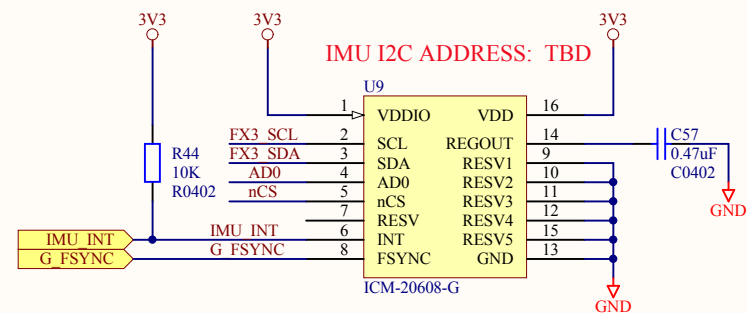 3V3 3V3 3V3
IMU I2C ADDRESS: TBD
U9
1 VDDIO VDD 16
FX3_SCL 2 SCL REGOUT 14 C57
R44 FX3_SDA 3 SDA RESV1 9 0.47uF
10K AD0 4 AD0 RESV2 10 C0402
R0402 nCS 5 nCS RESV3 11
7 RESV RESV4 12 GND
IMU_INT IMU_INT 6 INT RESV5 15
G_FSYNC G_FSYNC 8 FSYNC GND 13
ICM-20608-G
GND